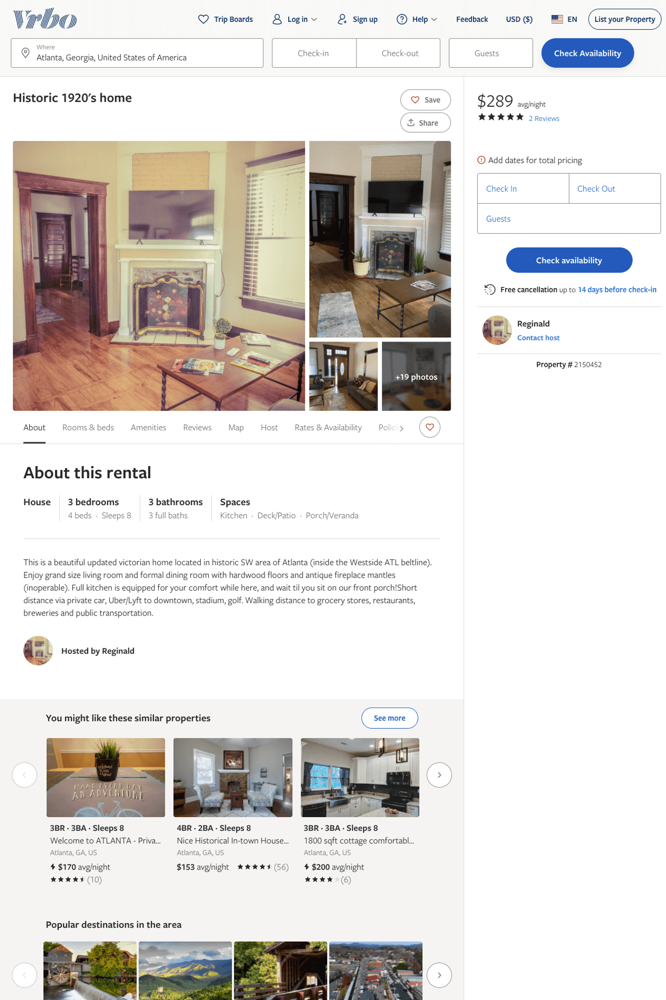 Vrbo
Trip Boards
Log in
Sign up
Help
Feedback
USD ($)
EN
List your Property
Where
Atlanta, Georgia, United States of America
Check-in
Check-out
Guests
Check Availability
Historic 1920's home
Save
Share
$289 avg/night
2 Reviews
Add dates for total pricing
Check In
Check Out
Guests
Check availability
Free cancellation up to 14 days before check-in
Reginald
Contact host
Property # 2150452
+19 photos
About
Rooms & beds
Amenities
Reviews
Map
Host
Rates & Availability
Polici
About this rental
House
3 bedrooms
4 beds · Sleeps 8
3 bathrooms
3 full baths
Spaces
Kitchen · Deck/Patio · Porch/Veranda
This is a beautiful updated victorian home located in historic SW area of Atlanta (inside the Westside ATL beltline).
Enjoy grand size living room and formal dining room with hardwood floors and antique fireplace mantles
(inoperable). Full kitchen is equipped for your comfort while here, and wait til you sit on our front porch!Short
distance via private car, Uber/Lyft to downtown, stadium, golf. Walking distance to grocery stores, restaurants,
breweries and public transportation.
Hosted by Reginald
You might like these similar properties
See more
welcome
to our
home
MAKE EVERY DAY
AN ADVENTURE
3BR · 3BA · Sleeps 8
Welcome to ATLANTA - Priva...
Atlanta, GA, US
$170 avg/night
(10)
4BR · 2BA · Sleeps 8
Nice Historical In-town House...
Atlanta, GA, US
$153 avg/night
(56)
3BR · 3BA · Sleeps 8
1800 sqft cottage comfortabl...
Atlanta, GA, US
$200 avg/night
(6)
Popular destinations in the area